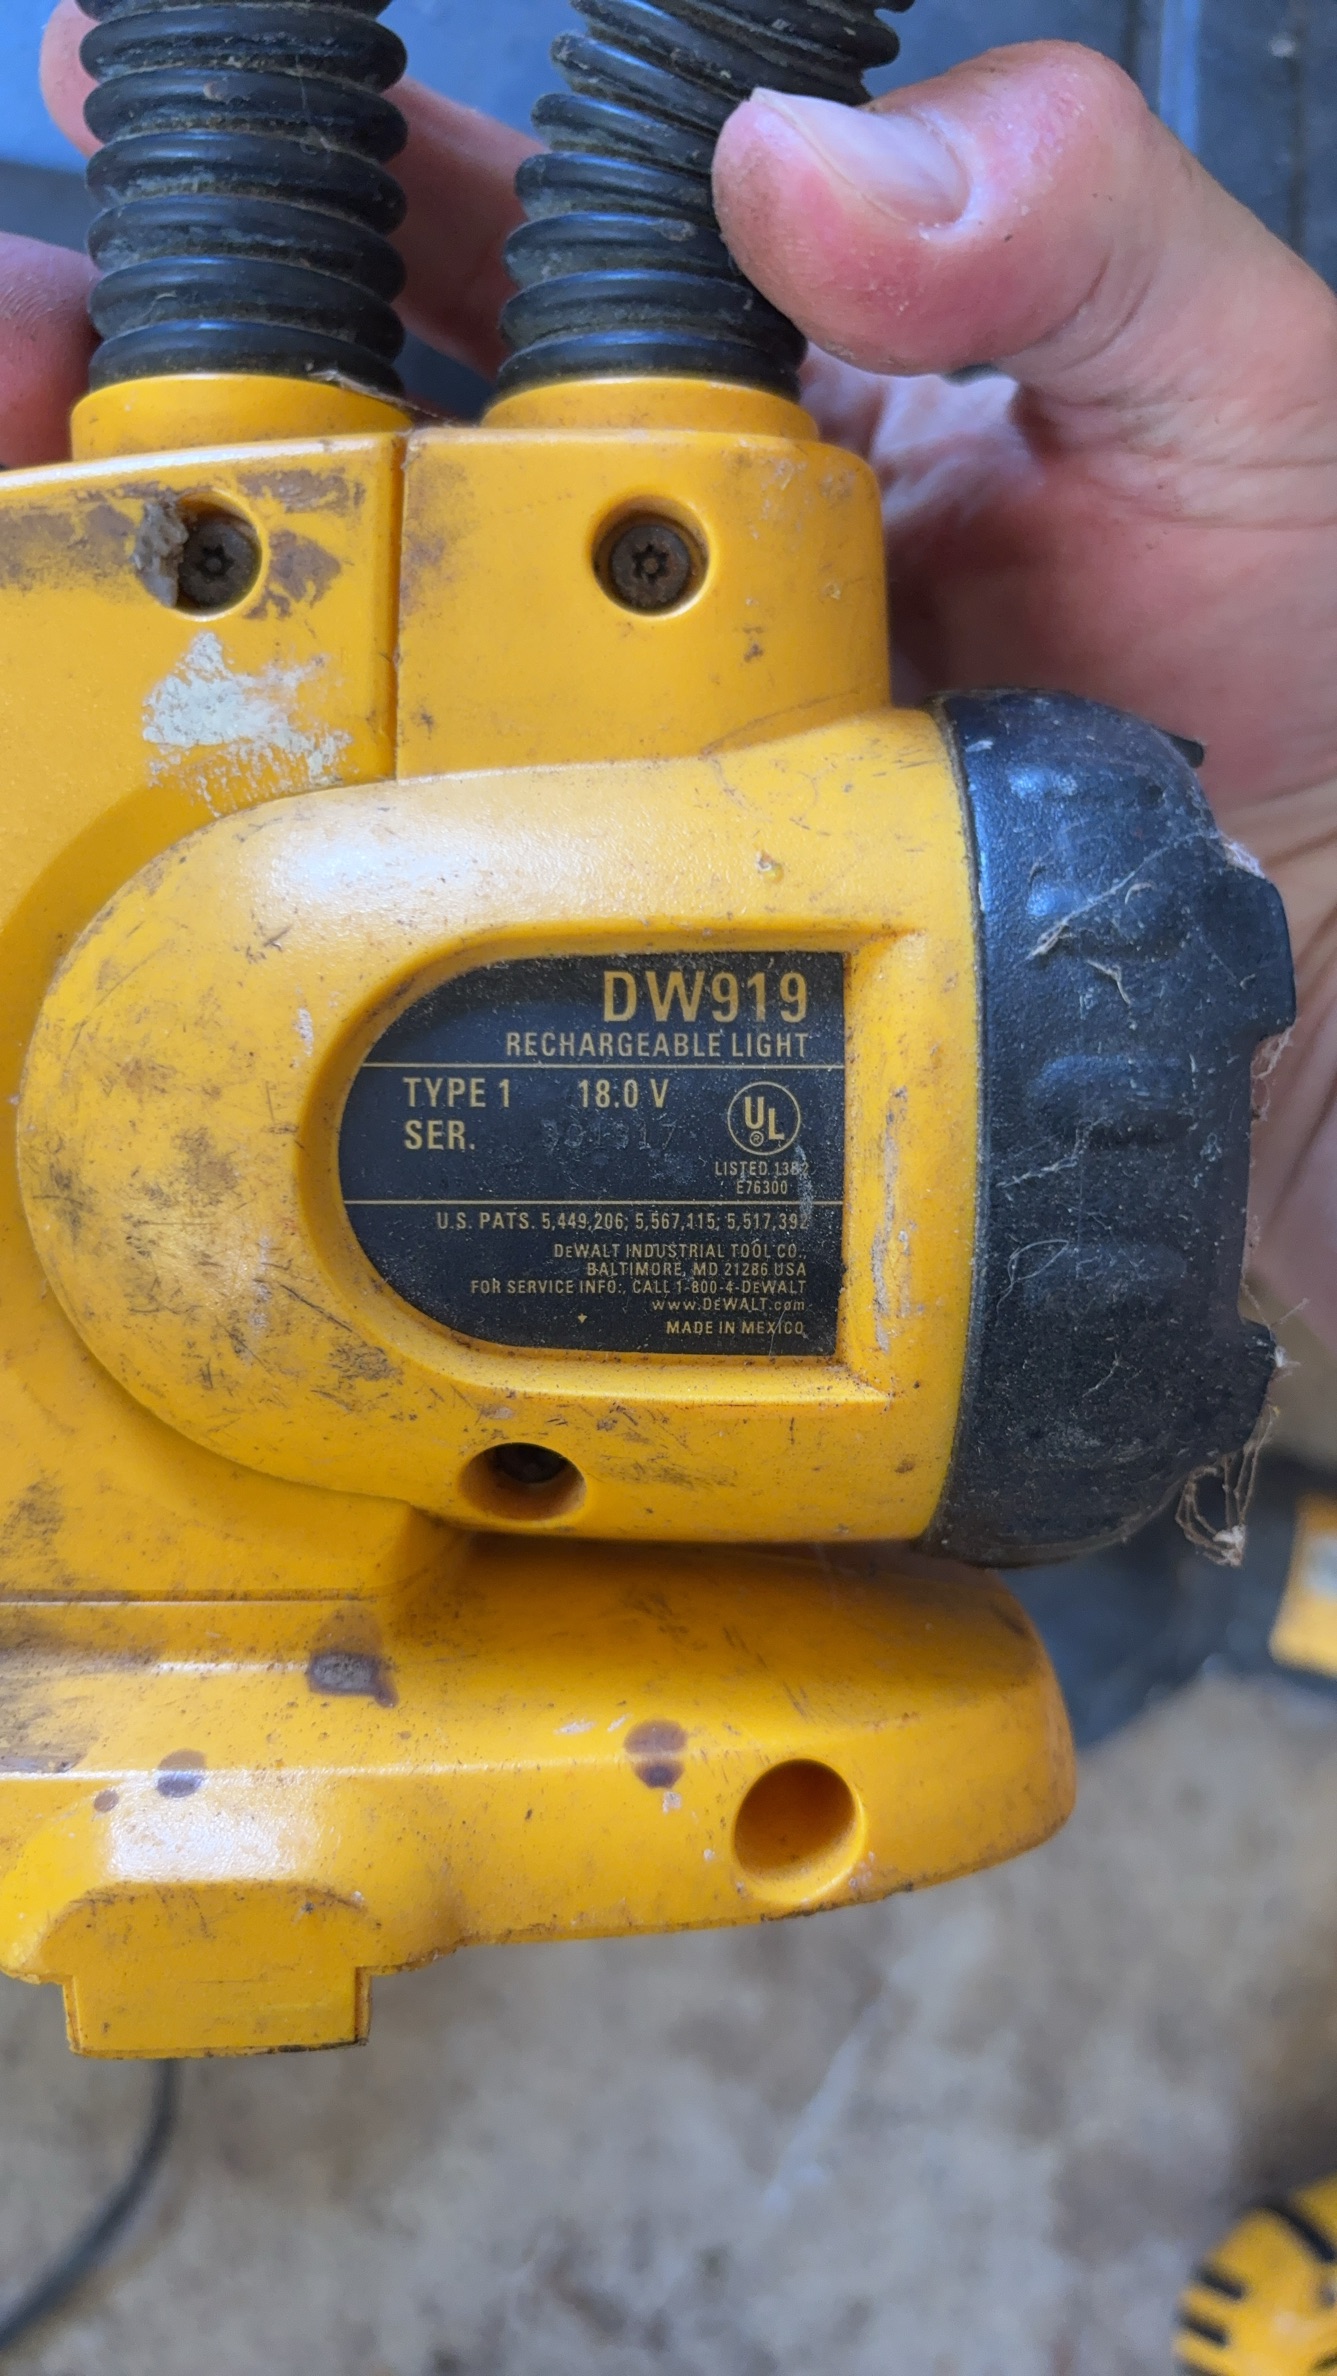 DW919
RECHARGEABLE LIGHT
TYPE 1 18.0 V
SER.
UL
®
LISTED 13B2
E76300
U.S. PATS. 5,449,206; 5,567,115; 5,517,392
DEWALT INDUSTRIAL TOOL CO.,
BALTIMORE, MD 21286 USA
FOR SERVICE INFO:, CALL 1-800-4-DEWALT
www.DEWALT.com
MADE IN MEXICO